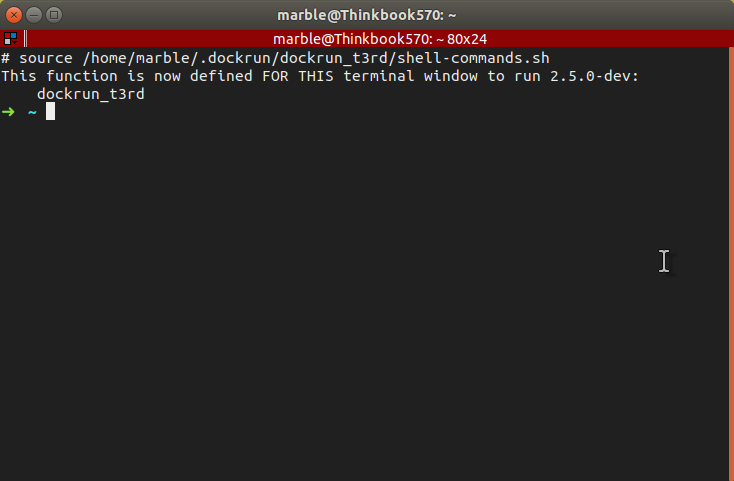 marble@Thinkbook570: ~
marble@Thinkbook570: ~ 80x24
# source /home/marble/.dockrun/dockrun_t3rd/shell-commands.sh
This function is now defined FOR THIS terminal window to run 2.5.0-dev:
    dockrun_t3rd
➜  ~